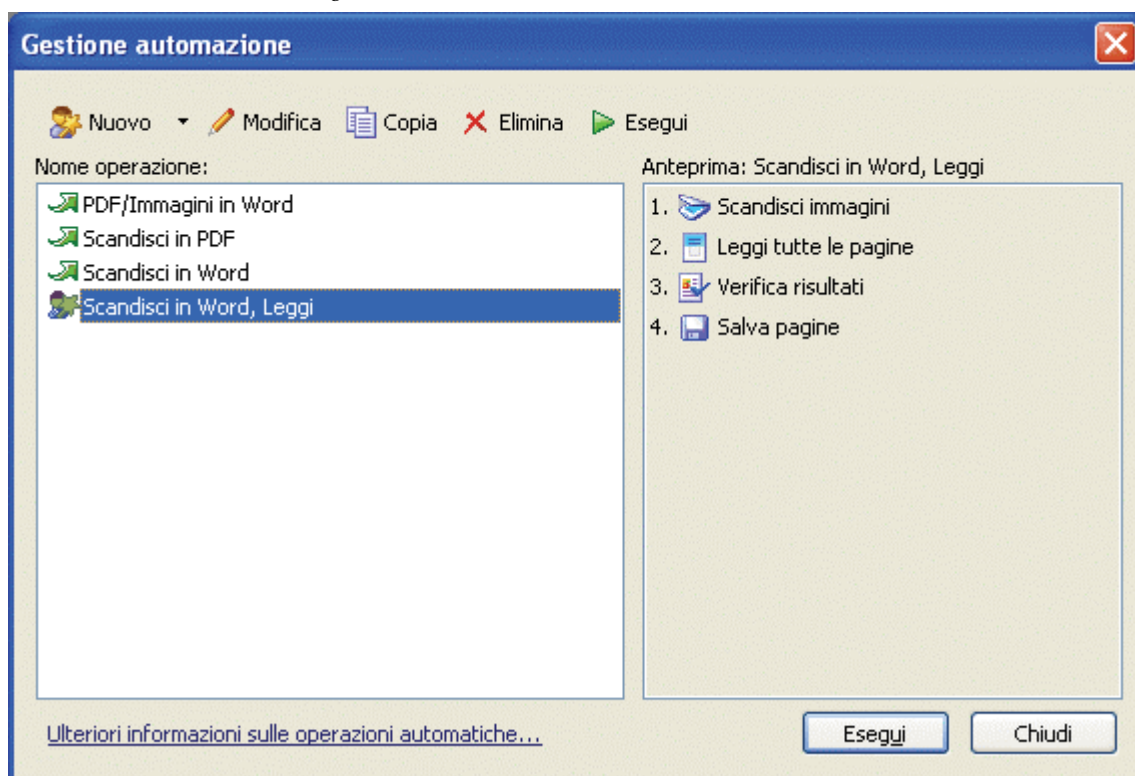 Gestione automazione
Nuovo Modifica Copia Elimina Esegui
Nome operazione:
PDF/Immagini in Word
Scandisci in PDF
Scandisci in Word
Scandisci in Word, Leggi
Anteprima: Scandisci in Word, Leggi
1. Scandisci immagini
2. Leggi tutte le pagine
3. Verifica risultati
4. Salva pagine
Ulteriori informazioni sulle operazioni automatiche...
Esegui Chiudi